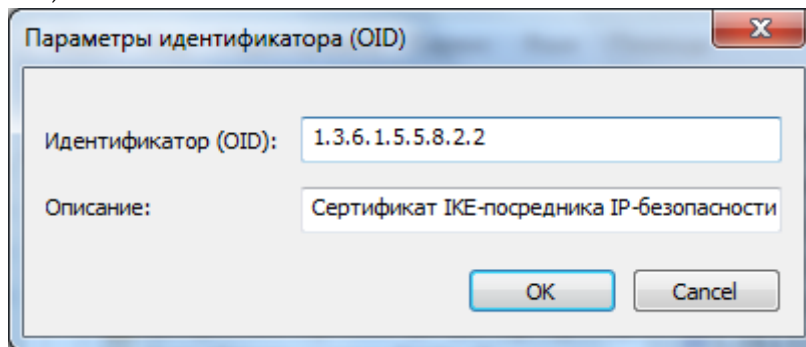 Параметры идентификатора (OID)
Идентификатор (OID): 1.3.6.1.5.5.8.2.2
Описание: Сертификат IKE-посредника IP-безопасности
OK Cancel